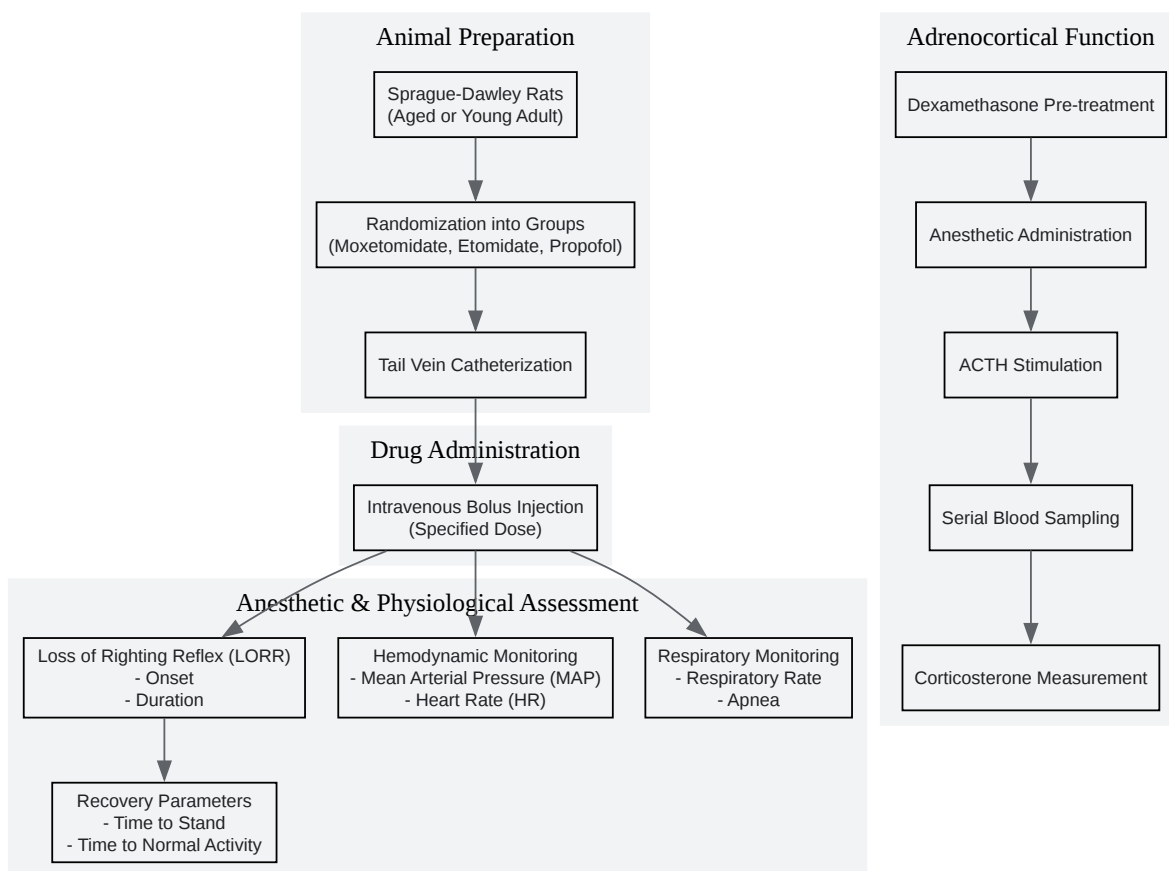 Animal Preparation
Sprague-Dawley Rats
(Aged or Young Adult)
Randomization into Groups
(Moxetomidate, Etomidate, Propofol)
Tail Vein Catheterization
Drug Administration
Intravenous Bolus Injection
(Specified Dose)
Anesthetic & Physiological Assessment
Loss of Righting Reflex (LORR)
- Onset
- Duration
Hemodynamic Monitoring
- Mean Arterial Pressure (MAP)
- Heart Rate (HR)
Respiratory Monitoring
- Respiratory Rate
- Apnea
Recovery Parameters
- Time to Stand
- Time to Normal Activity
Adrenocortical Function
Dexamethasone Pre-treatment
Anesthetic Administration
ACTH Stimulation
Serial Blood Sampling
Corticosterone Measurement